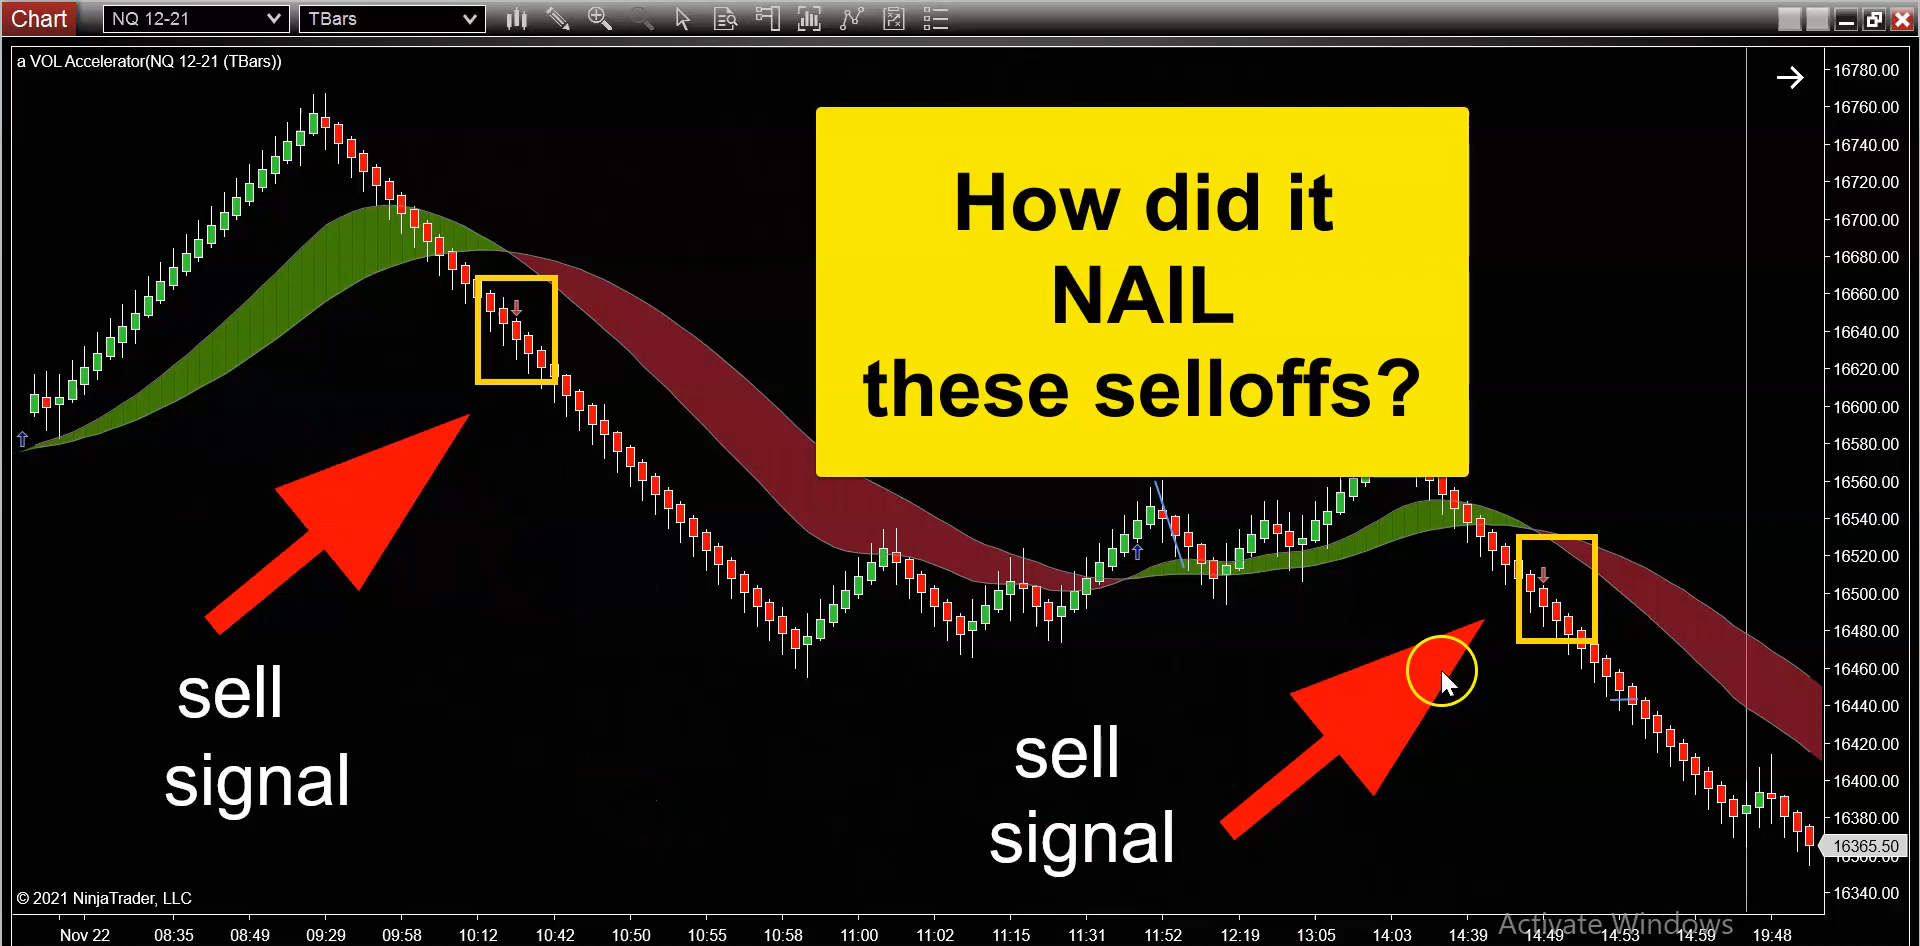 Chart
NQ 12-21
TBars
a VOL Accelerator(NQ 12-21 (TBars))
How did it
NAIL
these selloffs?
sell
signal
sell
signal
16780.00
16760.00
16740.00
16720.00
16700.00
16680.00
16660.00
16640.00
16620.00
16600.00
16580.00
16560.00
16540.00
16520.00
16500.00
16480.00
16460.00
16440.00
16420.00
16400.00
16380.00
16365.50
16360.00
16340.00
© 2021 NinjaTrader, LLC
Activate Windows
Nov 22 08:35 08:49 09:29 09:58 10:12 10:42 10:50 10:55 10:58 11:00 11:02 11:15 11:31 11:52 12:19 13:05 14:03 14:39 14:49 14:53 14:59 19:48